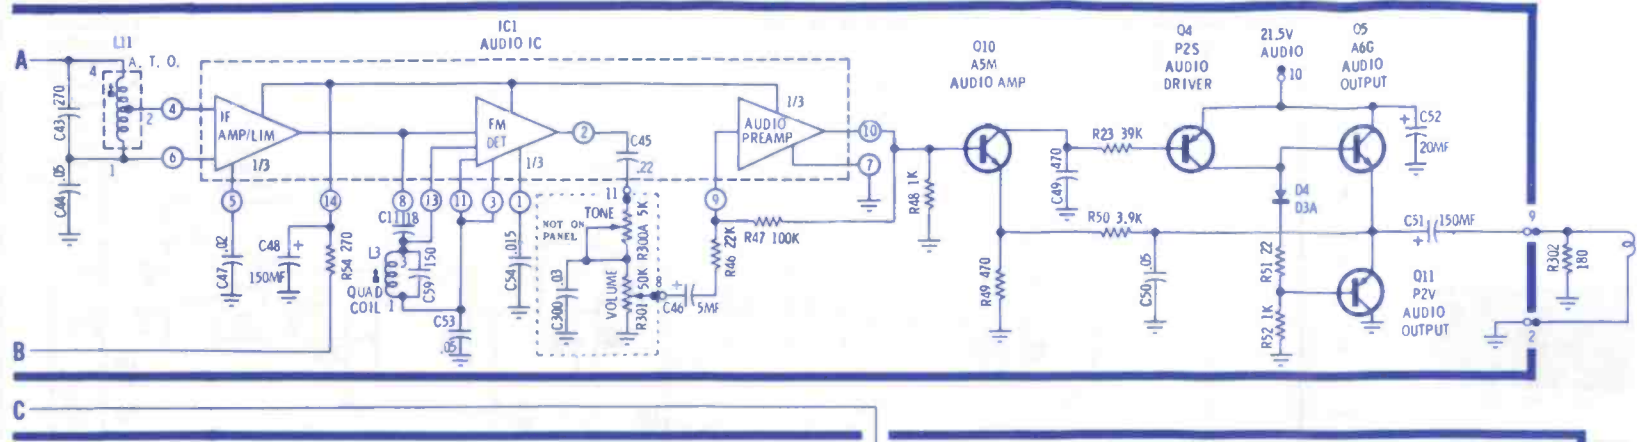 IC1
AUDIO IC
L11
A
A. T. O.
4
2
1
C43 270
C44 .05
4
6
IF
AMP/LIM
1/3
FM
DET
1/3
AUDIO
PREAMP
1/3
2
10
7
5
14
8
13
11
3
1
9
C47 .02
C48
+
150MF
R54 270
C11 18
L3
3
C59 150
QUAD
COIL
1
C53
.05
C54 .015
C45
.22
11
NOT ON
PANEL
TONE
R300A 5K
C300 .03
VOLUME
R301 50K
8
+
C46
5MF
R46 22K
R47 100K
Q10
A5M
AUDIO AMP
R48 1K
R49 470
C49 470
R23 39K
R50 3.9K
C50 .05
Q4
P2S
AUDIO
DRIVER
21.5V
AUDIO
10
Q5
A6G
AUDIO
OUTPUT
+
C52
20MF
D4
D3A
R51 22
R52 1K
C51
150MF
+
Q11
P2V
AUDIO
OUTPUT
9
R302
180
2
B
C